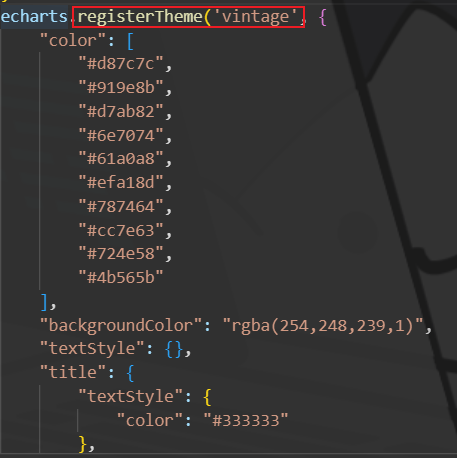 echarts.registerTheme('vintage', {
"color": [
"#d87c7c",
"#919e8b",
"#d7ab82",
"#6e7074",
"#61a0a8",
"#efa18d",
"#787464",
"#cc7e63",
"#724e58",
"#4b565b"
],
"backgroundColor": "rgba(254,248,239,1)",
"textStyle": {},
"title": {
"textStyle": {
"color": "#333333"
},